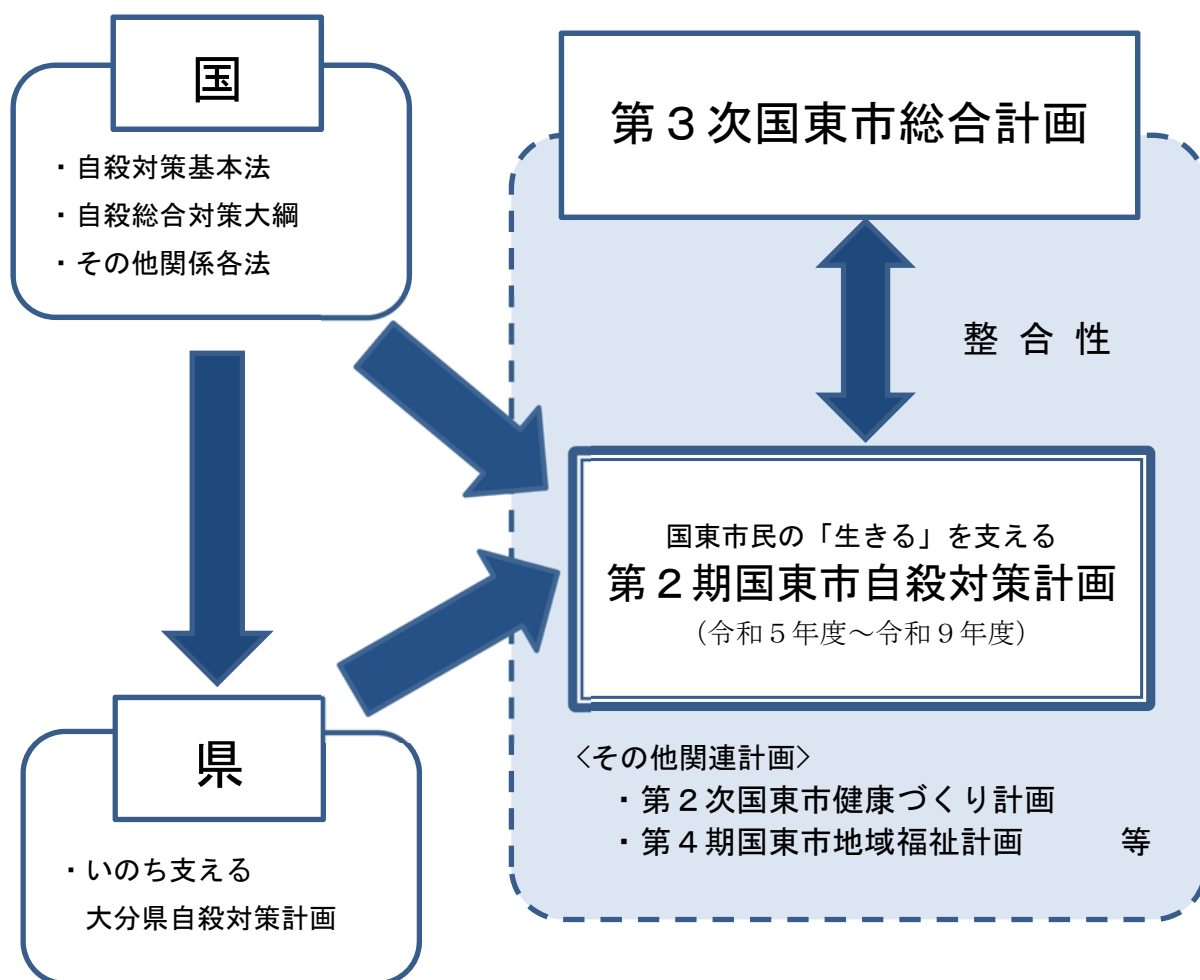 国
・自殺対策基本法
・自殺総合対策大綱
・その他関係各法
第３次国東市総合計画
整 合 性
国東市民の「生きる」を支える
第２期国東市自殺対策計画
（令和５年度～令和９年度）
<その他関連計画>
・第２次国東市健康づくり計画
・第４期国東市地域福祉計画　　等
県
・いのち支える
大分県自殺対策計画